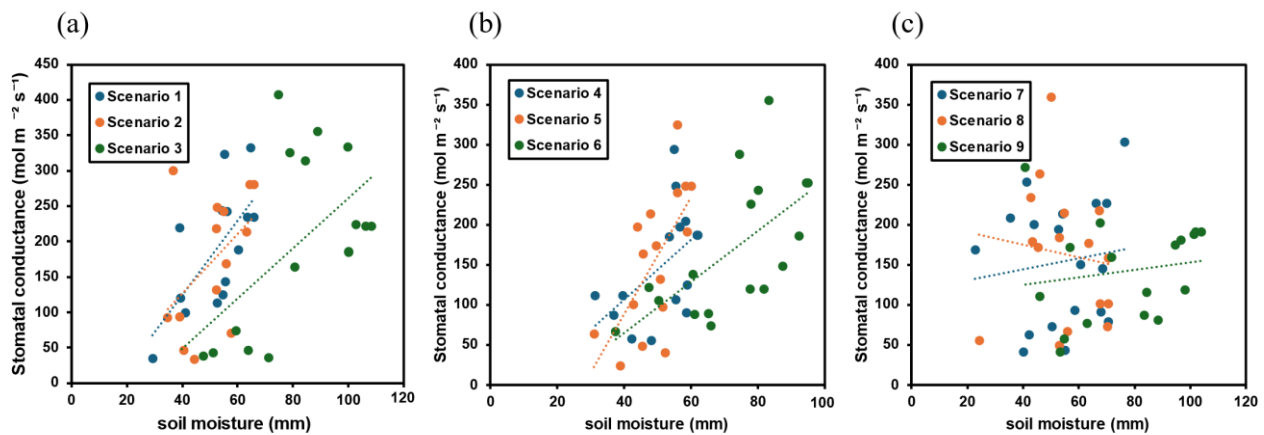 (a)
(b)
(c)
Stomatal conductance (mol m ⁻² s⁻¹)
450
400
350
300
250
200
150
100
50
0
Scenario 1
Scenario 2
Scenario 3
0 20 40 60 80 100 120
soil moisture (mm)
Stomatal conductance (mol m ⁻² s⁻¹)
400
350
300
250
200
150
100
50
0
Scenario 4
Scenario 5
Scenario 6
0 20 40 60 80 100
soil moisture (mm)
Stomatal conductance (mol m ⁻² s⁻¹)
400
350
300
250
200
150
100
50
0
Scenario 7
Scenario 8
Scenario 9
0 20 40 60 80 100 120
soil moisture (mm)